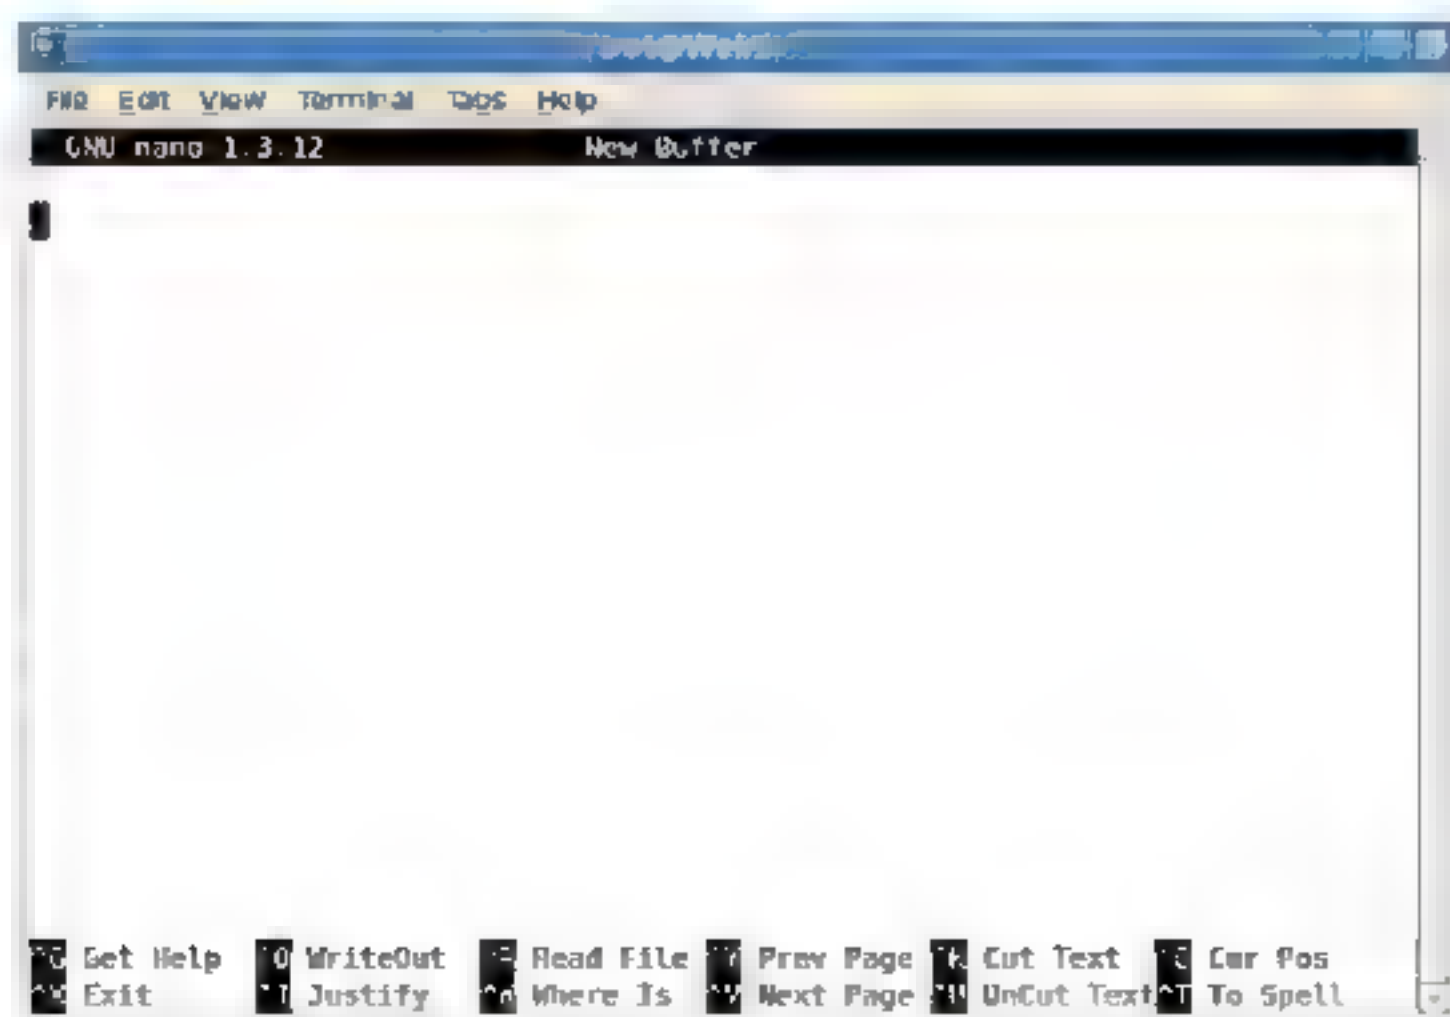 File Edit View Terminal Tabs Help
GNU nano 1.3.12 New Buffer
^G Get Help ^O WriteOut ^R Read File ^Y Prev Page ^K Cut Text ^C Cur Pos
^X Exit ^J Justify ^W Where Is ^V Next Page ^U UnCut Text ^T To Spell